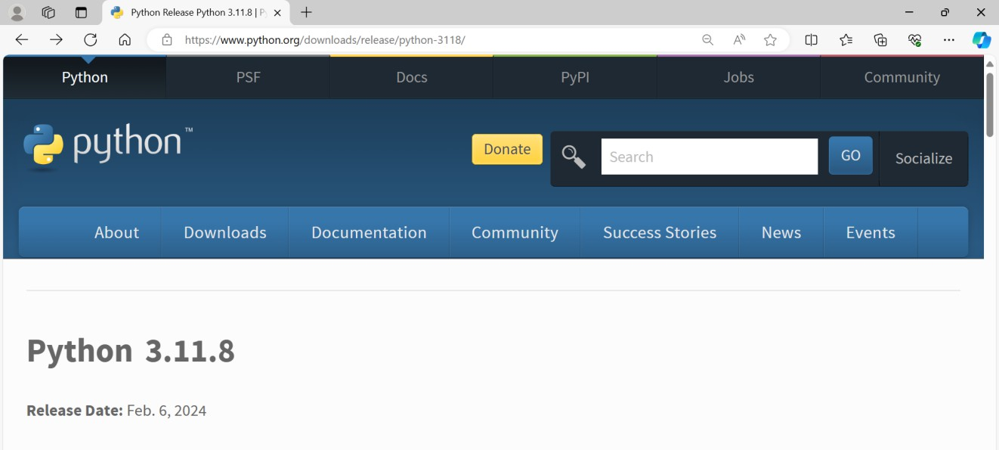 Python Release Python 3.11.8 | P
https://www.python.org/downloads/release/python-3118/
Python PSF Docs PyPI Jobs Community
python™
Donate Search GO Socialize
About Downloads Documentation Community Success Stories News Events
Python 3.11.8
Release Date: Feb. 6, 2024